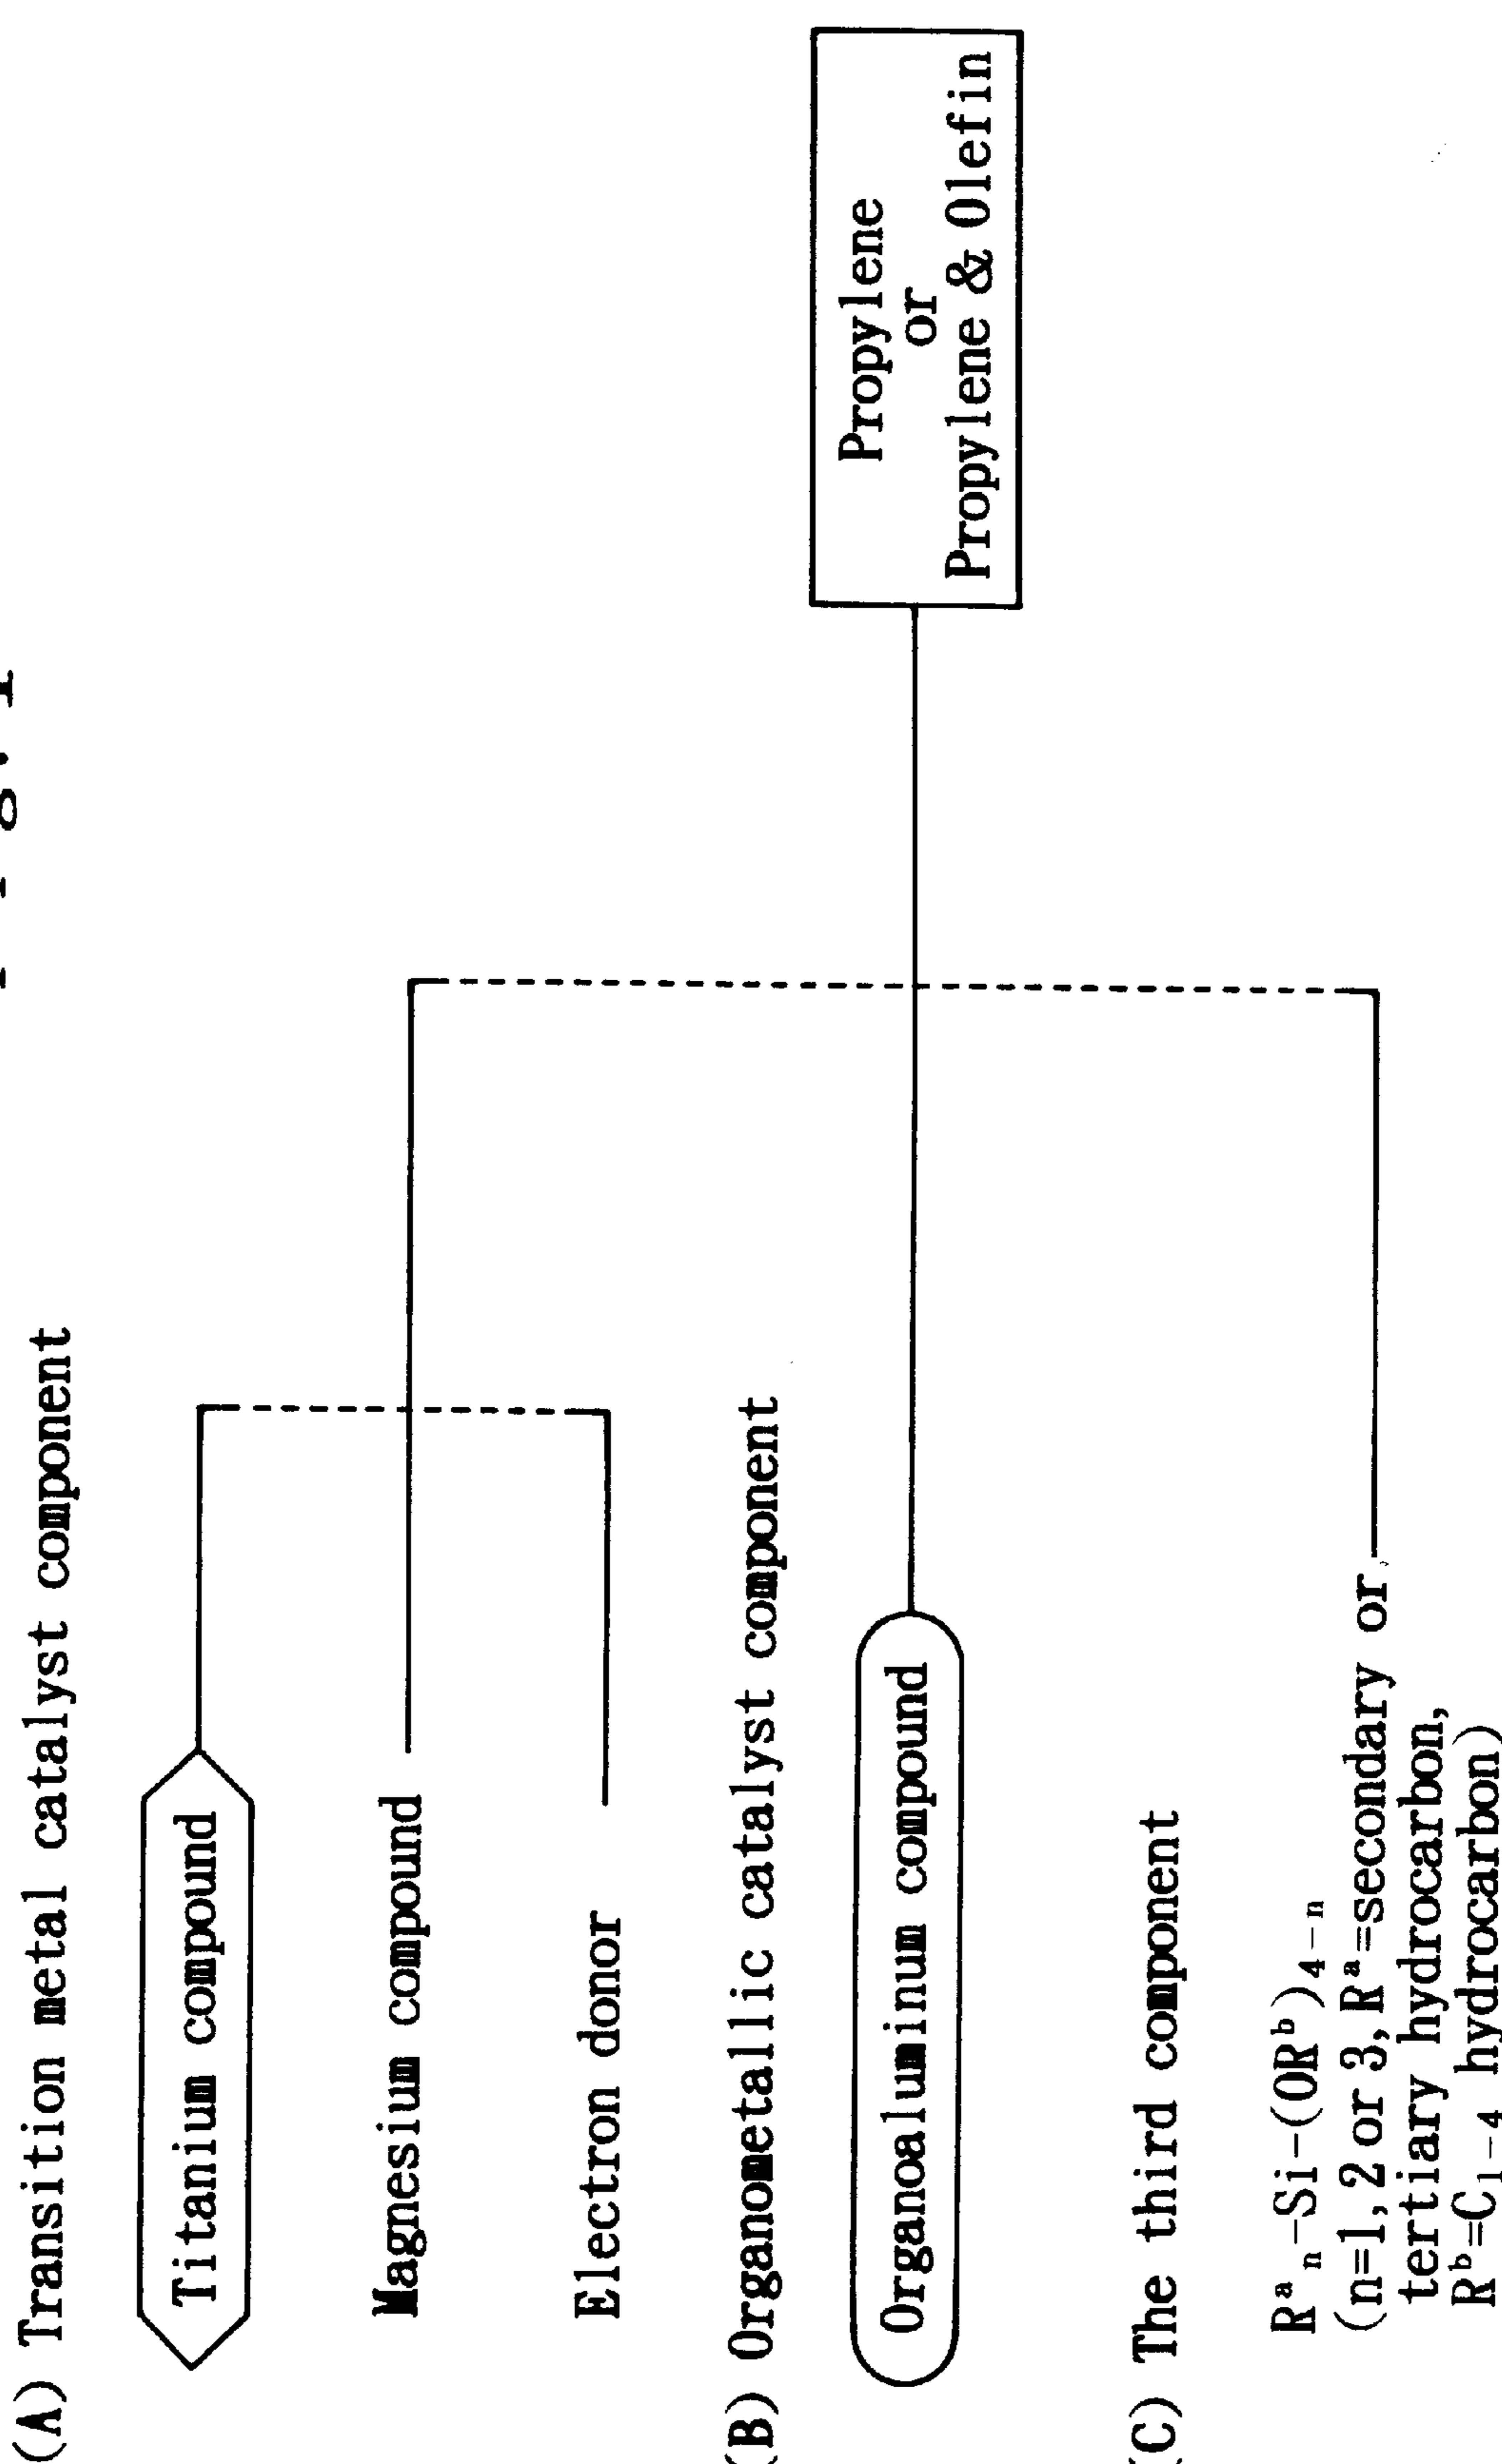 (A) Transition metal catalyst component
Titanium compound
Magnesium compound
Electron donor
(B) Organometallic catalyst component
Organoaluminum compound
(C) The third component
Rᵃₙ-Si-(ORᵇ)₄₋ₙ
(n=1, 2 or 3, Rᵃ=secondary or
tertiary hydrocarbon,
Rᵇ=C₁₋₄ hydrocarbon)
Propylene
or
Propylene & Olefin